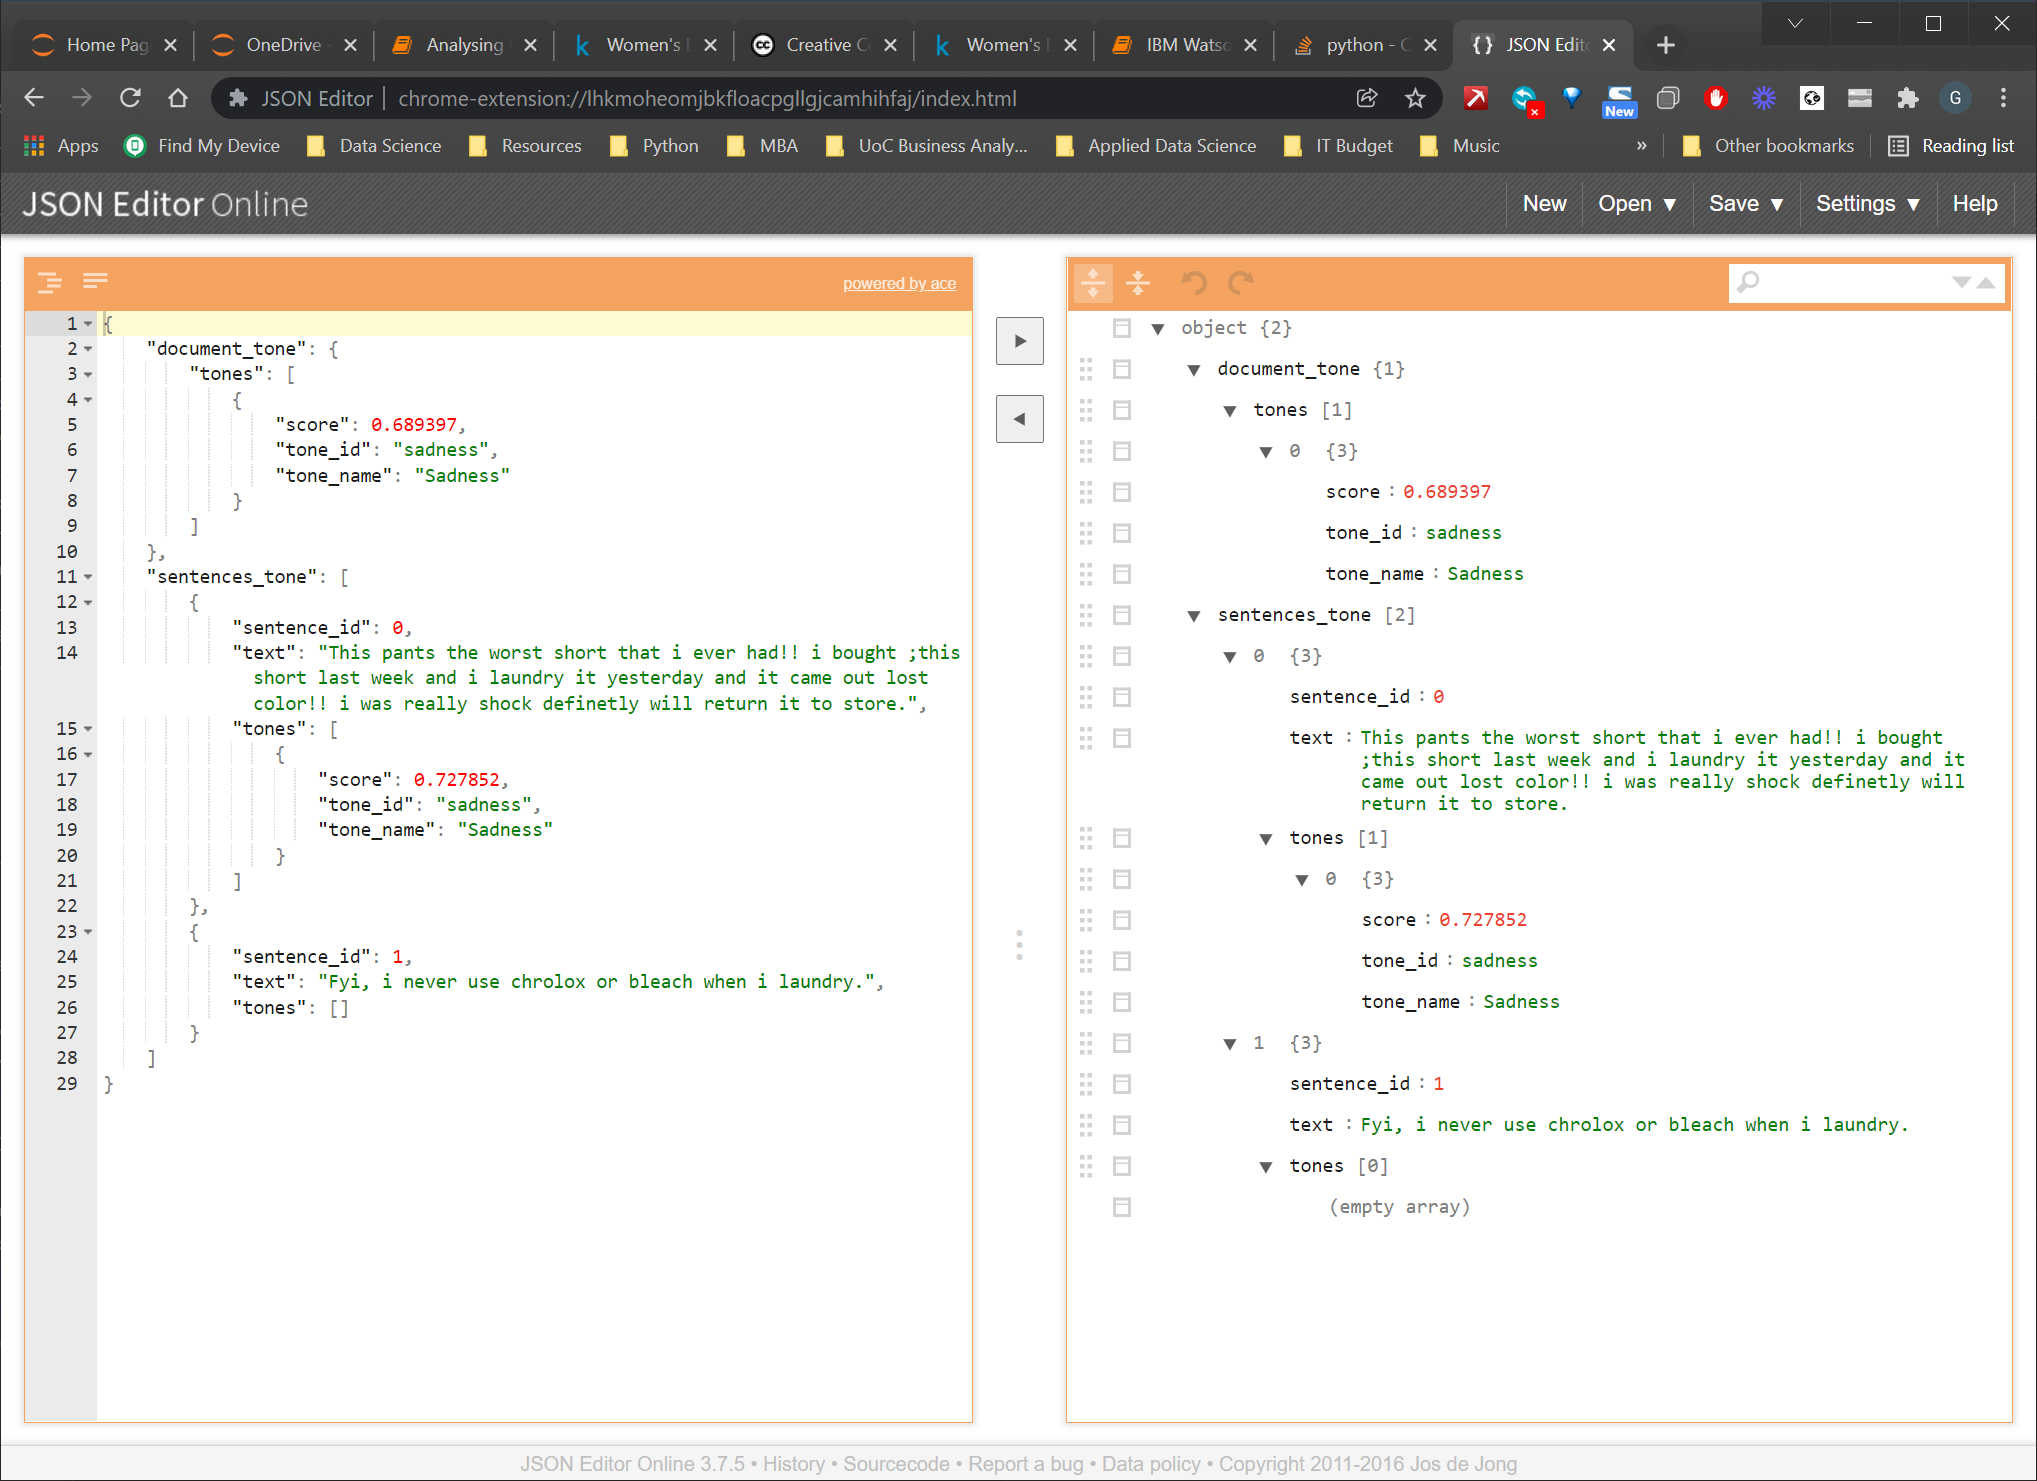 Home Pag
OneDrive -
Analysing
Women's E
Creative Co
Women's E
IBM Watso
python - C
JSON Edito
JSON Editor
chrome-extension://lhkmoheomjbkfloacpgllgjcamhihfaj/index.html
New
G
Apps
Find My Device
Data Science
Resources
Python
MBA
UoC Business Analy...
Applied Data Science
IT Budget
Music
»
Other bookmarks
Reading list
JSON Editor Online
New
Open ▼
Save ▼
Settings ▼
Help
powered by ace
1 {
2 "document_tone": {
3 "tones": [
4 {
5 "score": 0.689397,
6 "tone_id": "sadness",
7 "tone_name": "Sadness"
8 }
9 ]
10 },
11 "sentences_tone": [
12 {
13 "sentence_id": 0,
14 "text": "This pants the worst short that i ever had!! i bought ;this
short last week and i laundry it yesterday and it came out lost
color!! i was really shock definetly will return it to store.",
15 "tones": [
16 {
17 "score": 0.727852,
18 "tone_id": "sadness",
19 "tone_name": "Sadness"
20 }
21 ]
22 },
23 {
24 "sentence_id": 1,
25 "text": "Fyi, i never use chrolox or bleach when i laundry.",
26 "tones": []
27 }
28 ]
29 }
object {2}
document_tone {1}
tones [1]
0 {3}
score : 0.689397
tone_id : sadness
tone_name : Sadness
sentences_tone [2]
0 {3}
sentence_id : 0
text : This pants the worst short that i ever had!! i bought
;this short last week and i laundry it yesterday and it
came out lost color!! i was really shock definetly will
return it to store.
tones [1]
0 {3}
score : 0.727852
tone_id : sadness
tone_name : Sadness
1 {3}
sentence_id : 1
text : Fyi, i never use chrolox or bleach when i laundry.
tones [0]
(empty array)
JSON Editor Online 3.7.5 • History • Sourcecode • Report a bug • Data policy • Copyright 2011-2016 Jos de Jong